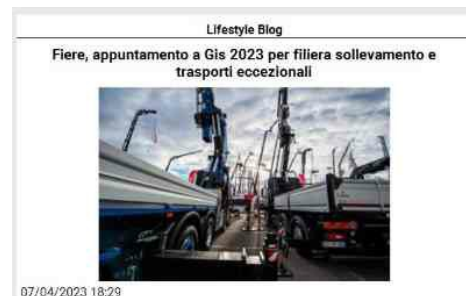 Lifestyle Blog
Fiere, appuntamento a Gis 2023 per filiera sollevamento e
trasporti eccezionali
07/04/2023 18:29